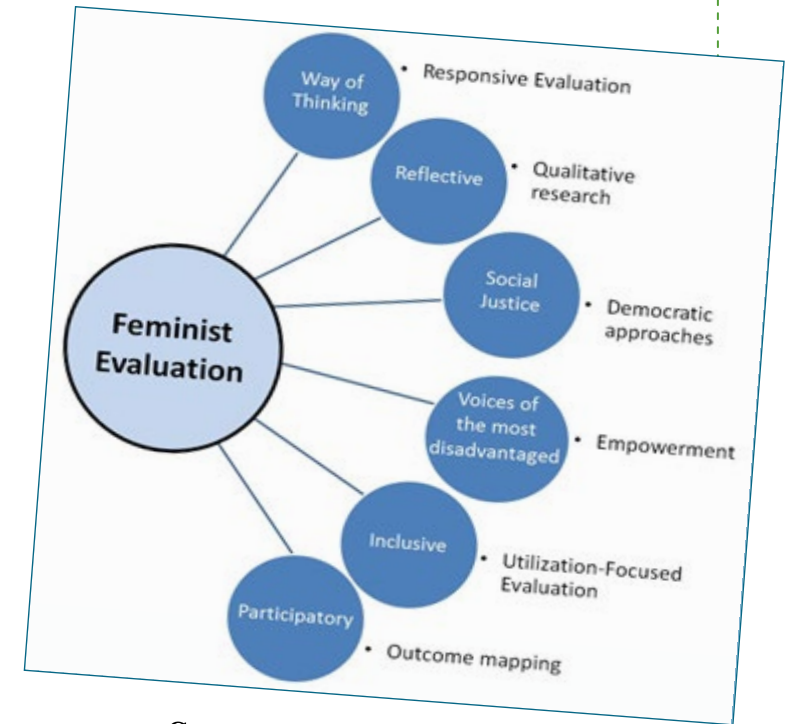 Way of
Thinking
• Responsive Evaluation
Reflective
• Qualitative
research
Social
Justice
• Democratic
approaches
Feminist
Evaluation
Voices of
the most
disadvantaged
• Empowerment
Inclusive
• Utilization-Focused
Evaluation
Participatory
• Outcome mapping